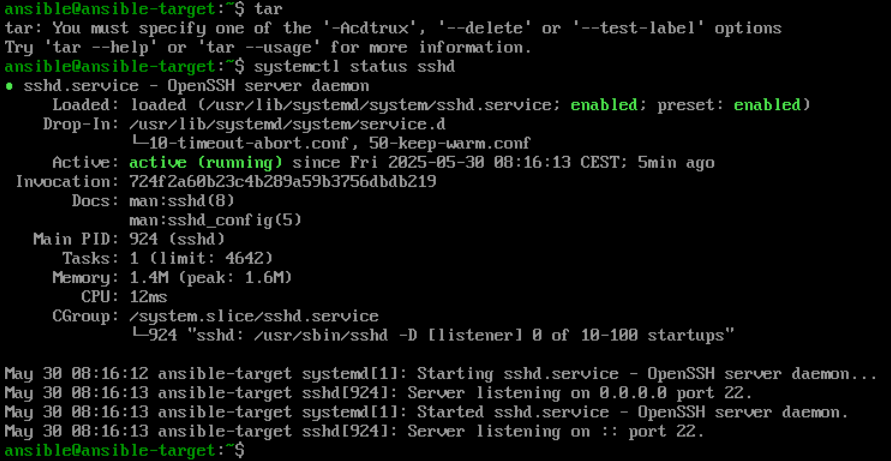 ansible@ansible-target:~$ tar
tar: You must specify one of the '-Acdtrux', '--delete' or '--test-label' options
Try 'tar --help' or 'tar --usage' for more information.
ansible@ansible-target:~$ systemctl status sshd
● sshd.service - OpenSSH server daemon
     Loaded: loaded (/usr/lib/systemd/system/sshd.service; enabled; preset: enabled)
    Drop-In: /usr/lib/systemd/system/service.d
             └─10-timeout-abort.conf, 50-keep-warm.conf
     Active: active (running) since Fri 2025-05-30 08:16:13 CEST; 5min ago
 Invocation: 724f2a60b23c4b289a59b3756dbdb219
       Docs: man:sshd(8)
             man:sshd_config(5)
   Main PID: 924 (sshd)
      Tasks: 1 (limit: 4642)
     Memory: 1.4M (peak: 1.6M)
        CPU: 12ms
     CGroup: /system.slice/sshd.service
             └─924 "sshd: /usr/sbin/sshd -D [listener] 0 of 10-100 startups"

May 30 08:16:12 ansible-target systemd[1]: Starting sshd.service - OpenSSH server daemon...
May 30 08:16:13 ansible-target sshd[924]: Server listening on 0.0.0.0 port 22.
May 30 08:16:13 ansible-target systemd[1]: Started sshd.service - OpenSSH server daemon.
May 30 08:16:13 ansible-target sshd[924]: Server listening on :: port 22.
ansible@ansible-target:~$